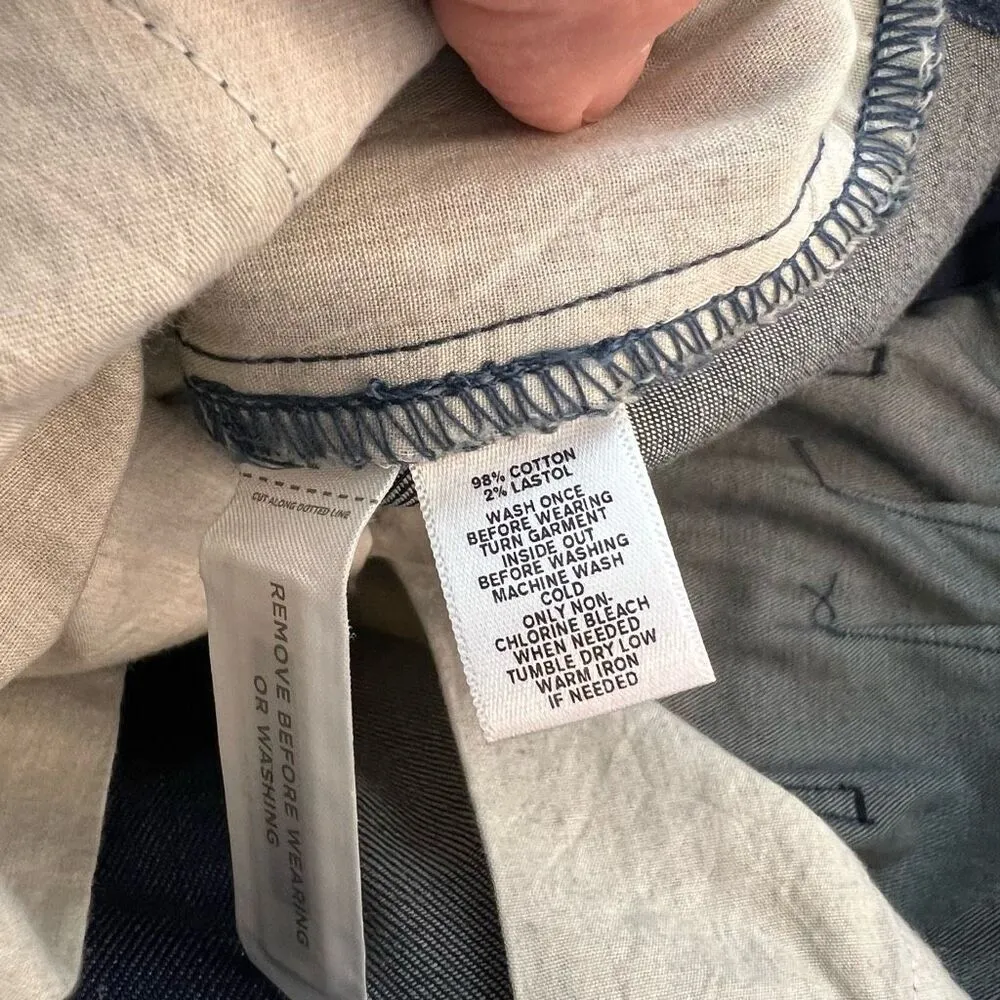 98% COTTON
2% LASTOL
WASH ONCE
BEFORE WEARING
TURN GARMENT
INSIDE OUT
BEFORE WASHING
MACHINE WASH
COLD
ONLY NON-
CHLORINE BLEACH
WHEN NEEDED
TUMBLE DRY LOW
WARM IRON
IF NEEDED
CUT ALONG DOTTED LINE
REMOVE BEFORE WEARING
OR WASHING